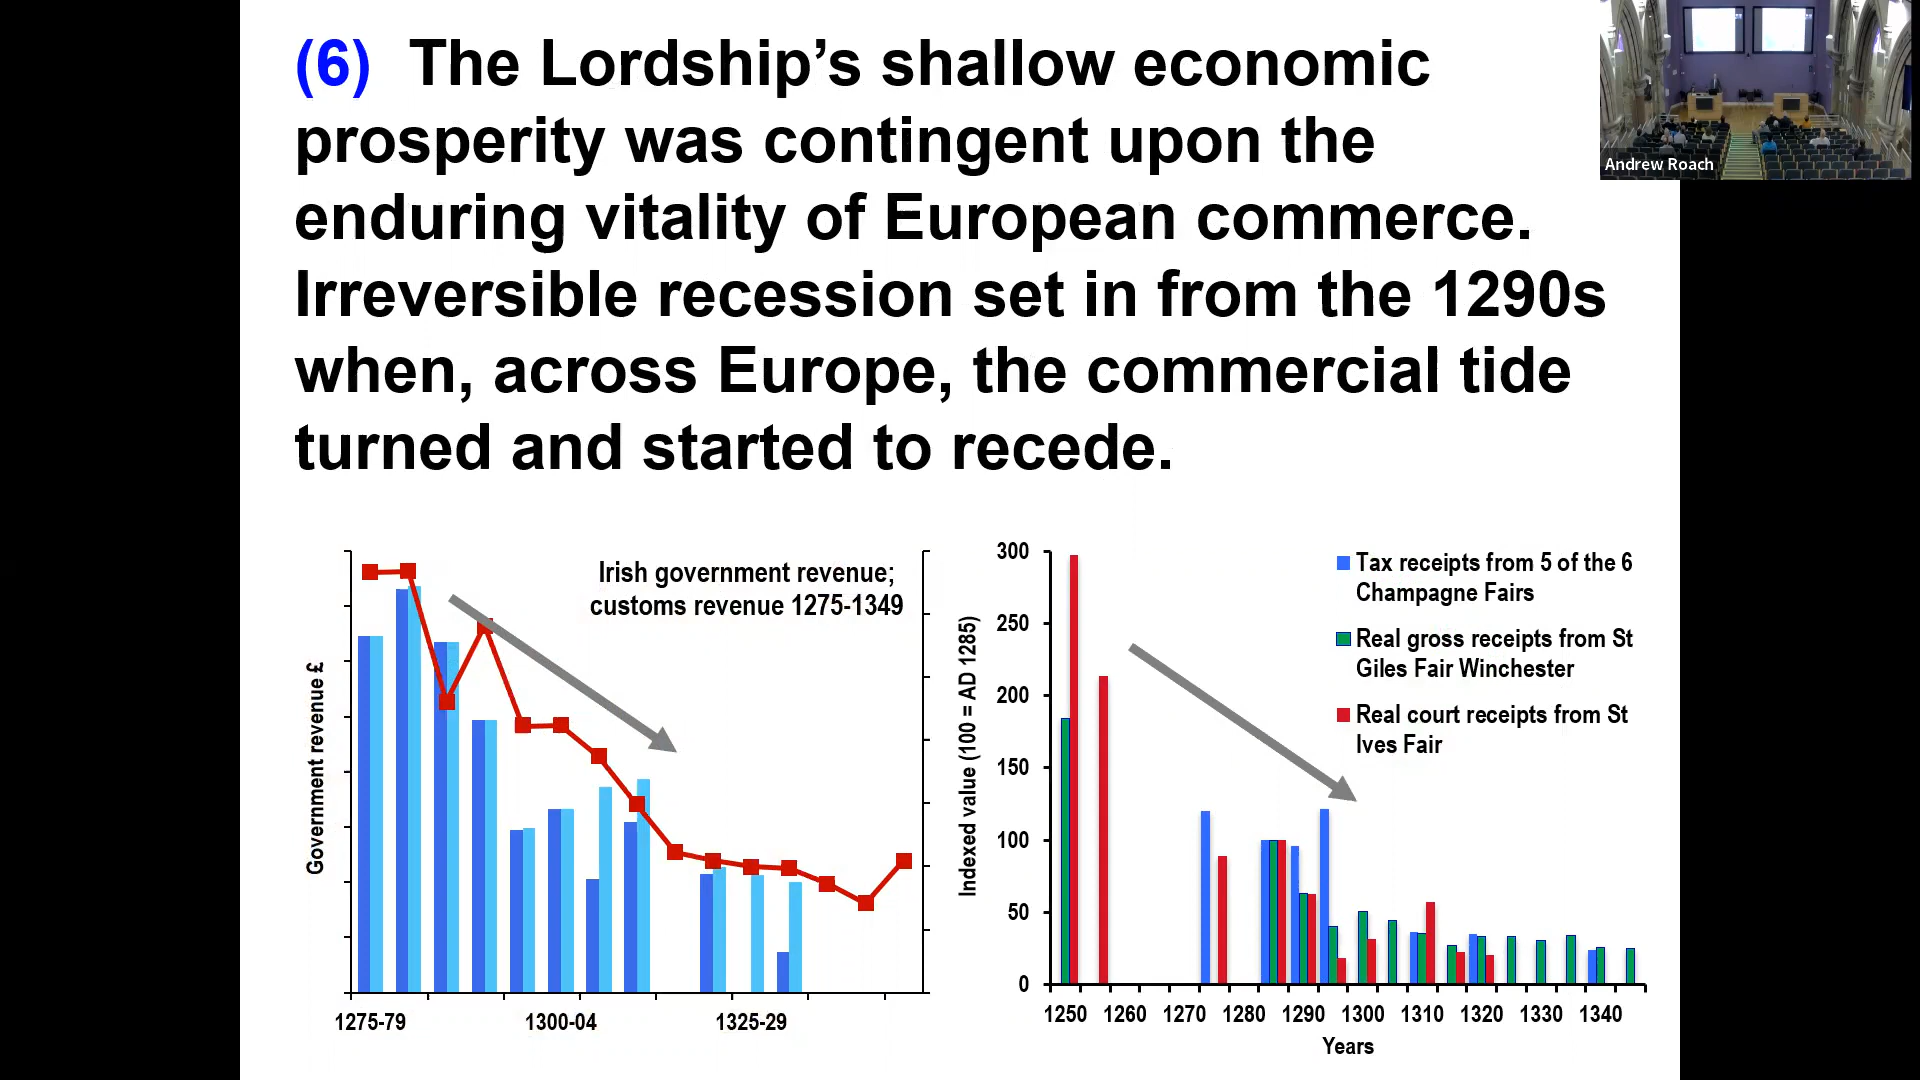 (6) The Lordship’s shallow economic
prosperity was contingent upon the
enduring vitality of European commerce.
Irreversible recession set in from the 1290s
when, across Europe, the commercial tide
turned and started to recede.
Andrew Roach
Irish government revenue;
customs revenue 1275-1349
Government revenue £
1275-79
1300-04
1325-29
Indexed value (100 = AD 1285)
300
250
200
150
100
50
0
Tax receipts from 5 of the 6
Champagne Fairs
Real gross receipts from St
Giles Fair Winchester
Real court receipts from St
Ives Fair
1250
1260
1270
1280
1290
1300
1310
1320
1330
1340
Years